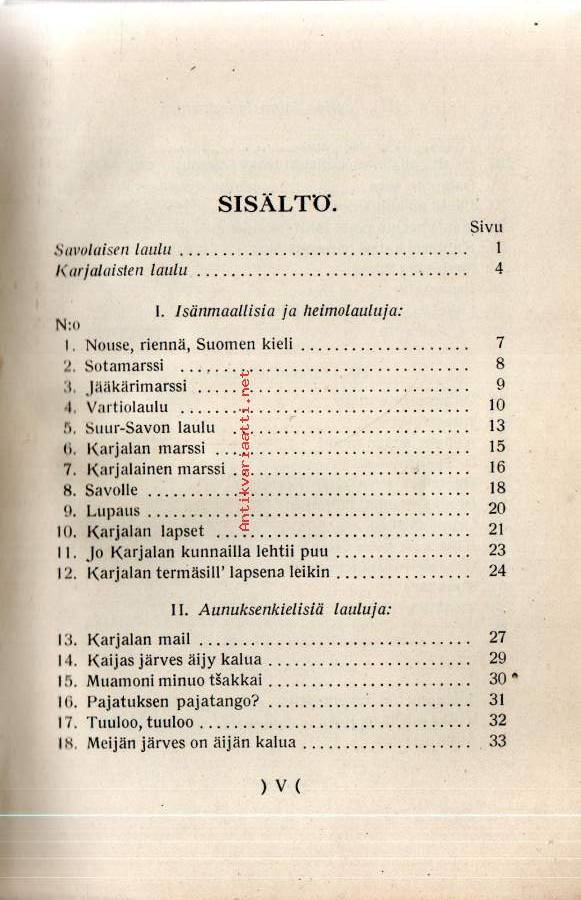 SISÄLTÖ.
Sivu
Savolaisen laulu ................................. 1
Karjalaisten laulu ................................ 4
I. Isänmaallisia ja heimolauluja:
N:o
1. Nouse, riennä, Suomen kieli .................... 7
2. Sotamarssi .................... 8
3. Jääkärimarssi .................... 9
4. Vartiolaulu .................... 10
5. Suur-Savon laulu .................... 13
6. Karjalan marssi .................... 15
7. Karjalainen marssi .................... 16
8. Savolle .................... 18
9. Lupaus .................... 20
10. Karjalan lapset .................... 21
11. Jo Karjalan kunnailla lehtii puu .................... 23
12. Karjalan termäsill' lapsena leikin .................... 24
II. Aunuksenkielisiä lauluja:
13. Karjalan mail .................... 27
14. Kaijas järves äijy kalua .................... 29
15. Muamoni minuo tšakkai .................... 30
16. Pajatuksen pajatango? .................... 31
17. Tuuloo, tuuloo .................... 32
18. Meijän järves on äijän kalua .................... 33
) V (
Antikvariaatti.net